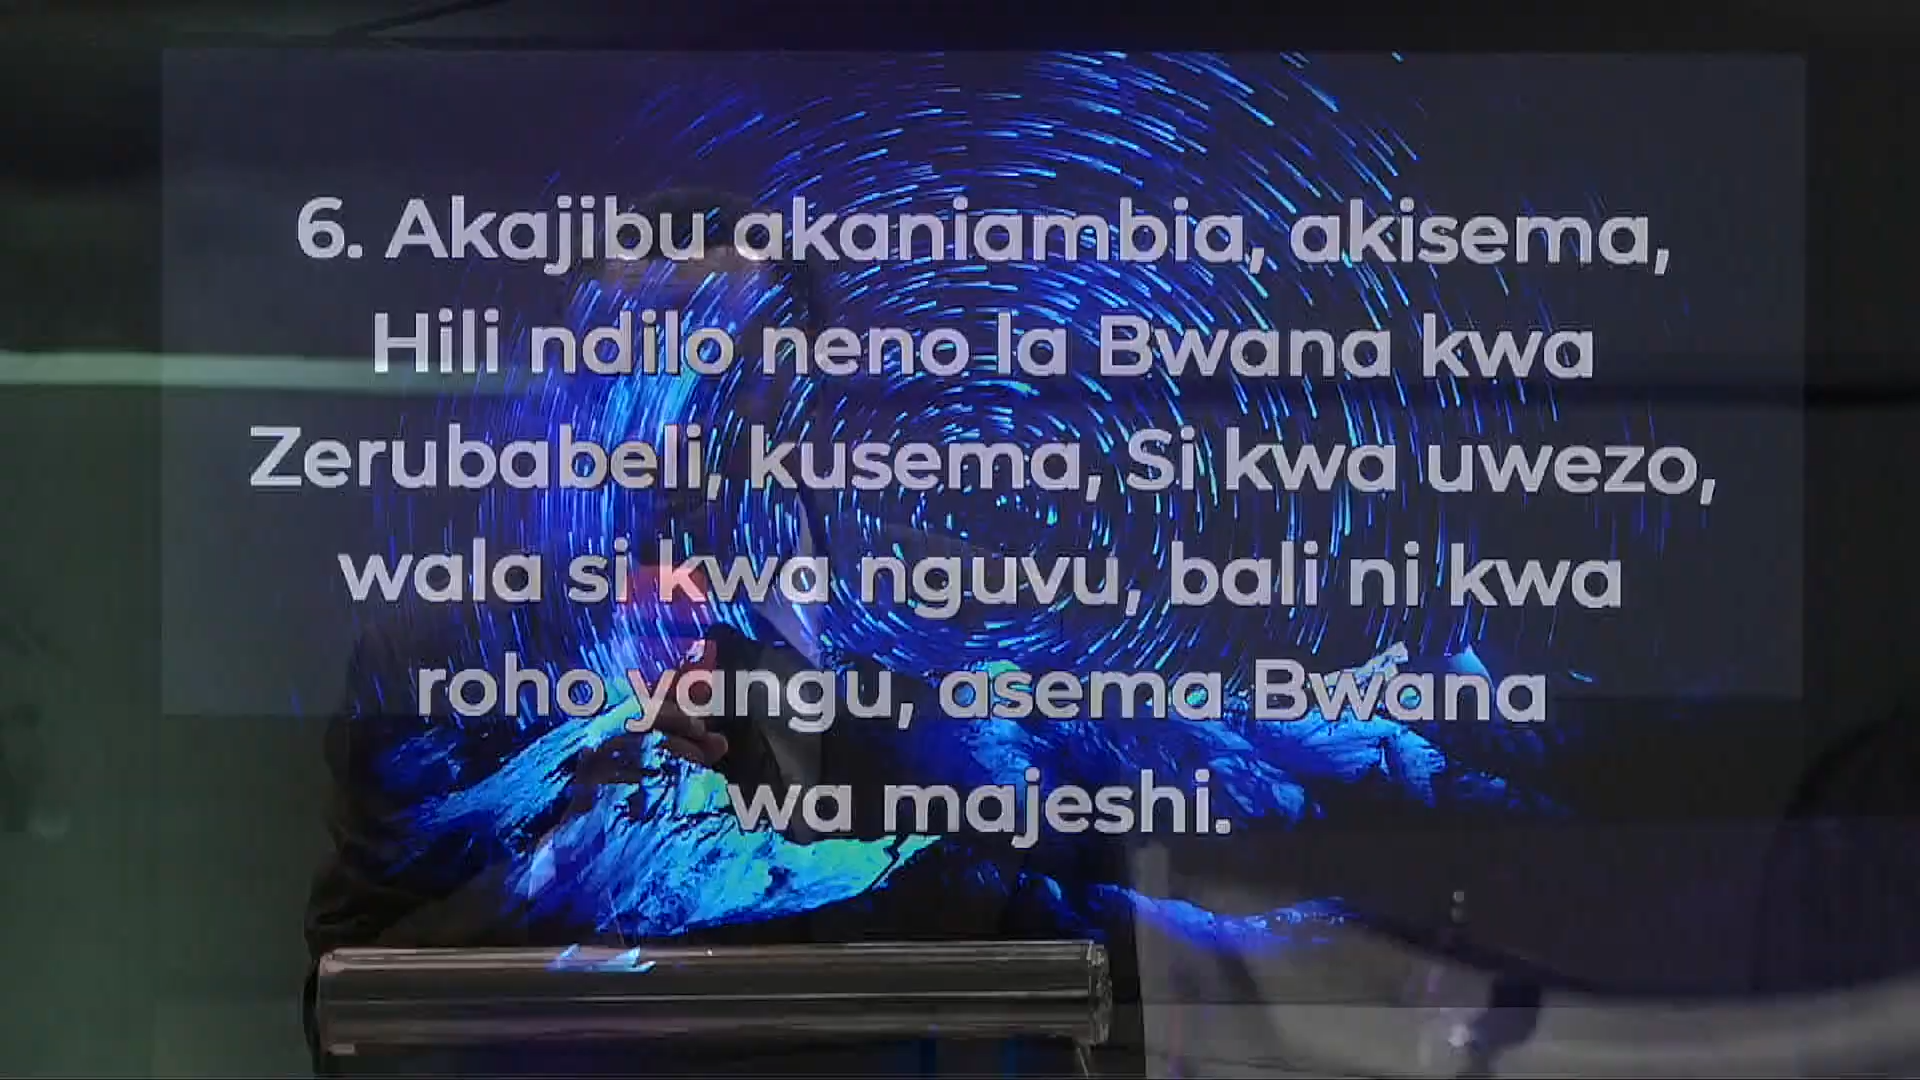 6. Akajibu akaniambia, akisema,
Hili ndilo neno la Bwana kwa
Zerubabeli, kusema, Si kwa uwezo,
wala si kwa nguvu, bali ni kwa
roho yangu, asema Bwana
wa majeshi.